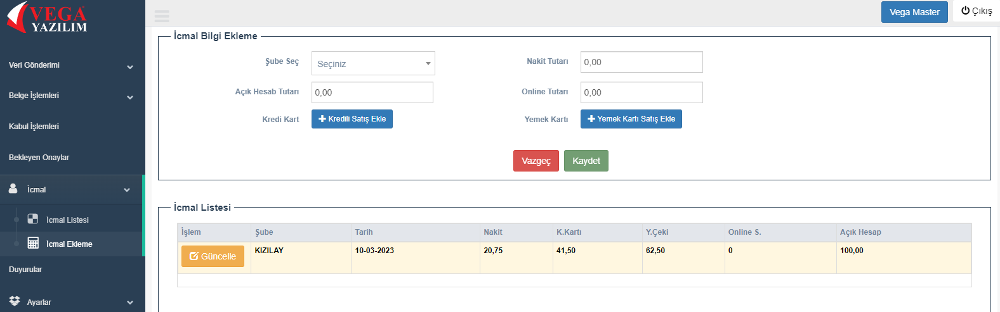 VEGA
YAZILIM
Vega Master
Çıkış
Veri Gönderimi
Belge İşlemleri
Kabul İşlemleri
Bekleyen Onaylar
İcmal
İcmal Listesi
İcmal Ekleme
Duyurular
Ayarlar
İcmal Bilgi Ekleme
Şube Seç Seçiniz Nakit Tutarı 0,00
Açık Hesab Tutarı 0,00 Online Tutarı 0,00
Kredi Kart Kredili Satış Ekle Yemek Kartı Yemek Kartı Satış Ekle
Vazgeç Kaydet
İcmal Listesi
İşlem Şube Tarih Nakit K.Kartı Y.Çeki Online S. Açık Hesap
Güncelle KIZILAY 10-03-2023 20,75 41,50 62,50 0 100,00